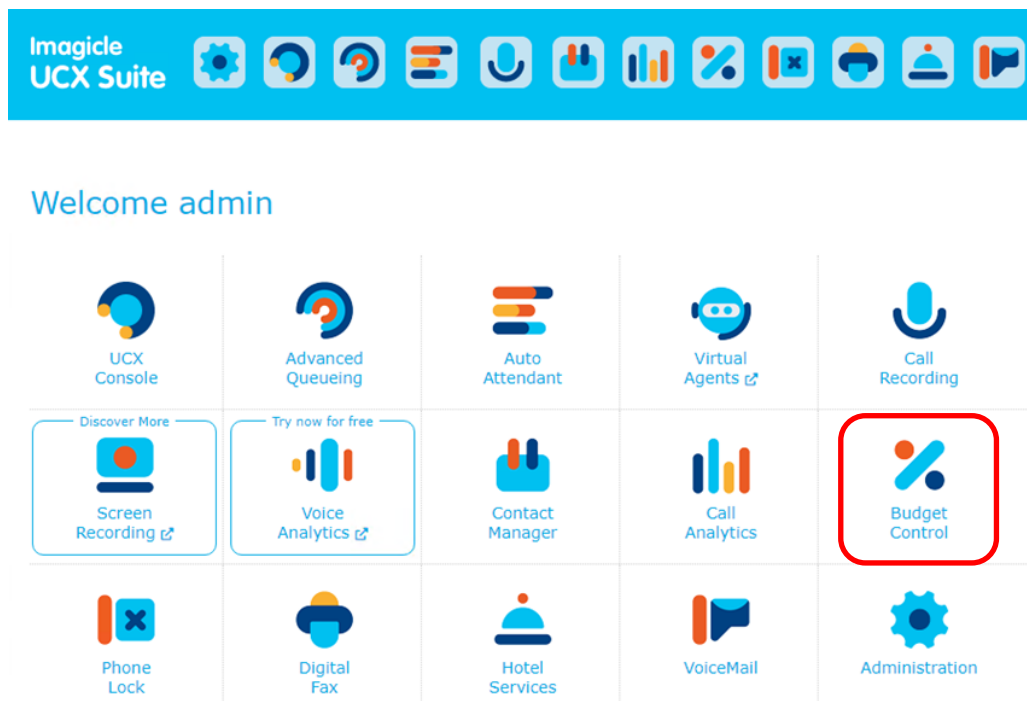 Imagicle
UCX Suite
Welcome admin
UCX
Console
Advanced
Queueing
Auto
Attendant
Virtual
Agents
Call
Recording
Discover More
Screen
Recording
Try now for free
Voice
Analytics
Contact
Manager
Call
Analytics
Budget
Control
Phone
Lock
Digital
Fax
Hotel
Services
VoiceMail
Administration